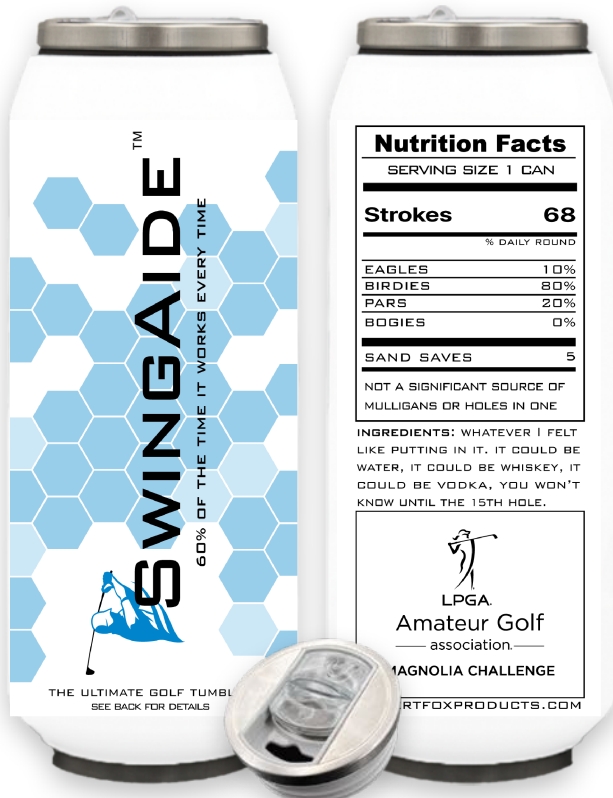 SWINGAIDE™
60% OF THE TIME IT WORKS EVERY TIME
THE ULTIMATE GOLF TUMBL
SEE BACK FOR DETAILS
Nutrition Facts
SERVING SIZE 1 CAN
Strokes 68
% DAILY ROUND
EAGLES 10%
BIRDIES 80%
PARS 20%
BOGIES 0%
SAND SAVES 5
NOT A SIGNIFICANT SOURCE OF
MULLIGANS OR HOLES IN ONE
INGREDIENTS: WHATEVER I FELT
LIKE PUTTING IN IT. IT COULD BE
WATER, IT COULD BE WHISKEY, IT
COULD BE VODKA, YOU WON'T
KNOW UNTIL THE 15TH HOLE.
LPGA
Amateur Golf
association.
MAGNOLIA CHALLENGE
RTFOXPRODUCTS.COM